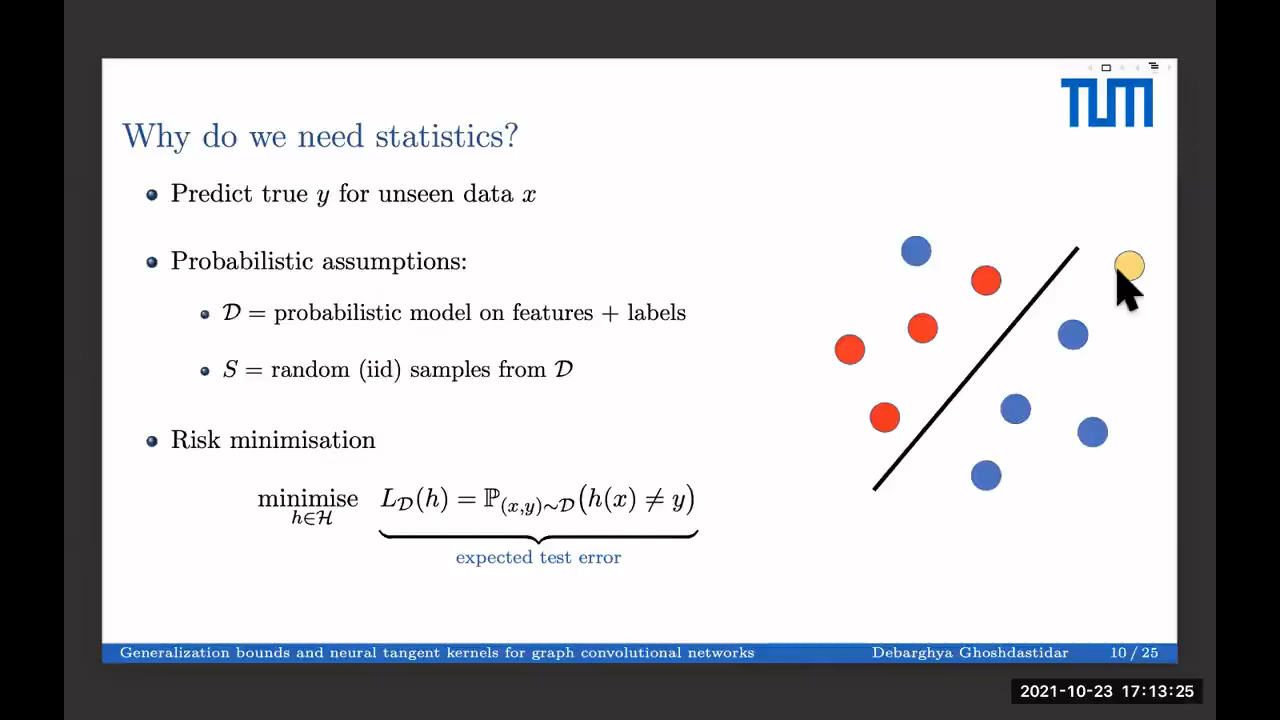 TUM
Why do we need statistics?
Predict true y for unseen data x
Probabilistic assumptions:
𝒟 = probabilistic model on features + labels
S = random (iid) samples from 𝒟
Risk minimisation
minimise L_𝒟(h) = ℙ_(x,y)∼𝒟(h(x) ≠ y)
h∈ℋ
expected test error
Generalization bounds and neural tangent kernels for graph convolutional networks Debarghya Ghoshdastidar 10 / 25
2021-10-23 17:13:25